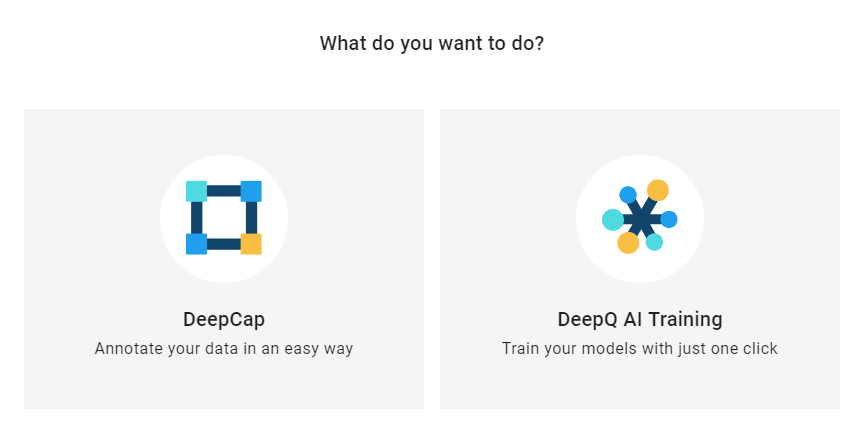 What do you want to do?
DeepCap
Annotate your data in an easy way
DeepQ AI Training
Train your models with just one click